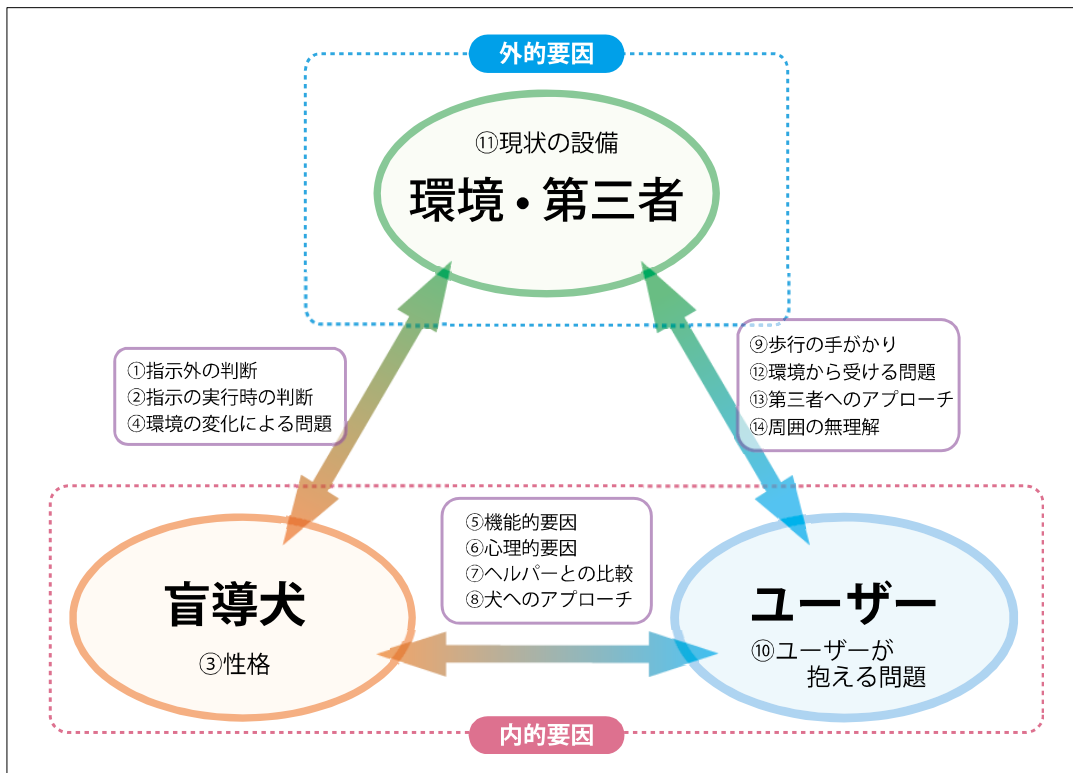 外的要因
⑪現状の設備
環境・第三者
①指示外の判断
②指示の実行時の判断
④環境の変化による問題
⑨歩行の手がかり
⑫環境から受ける問題
⑬第三者へのアプローチ
⑭周囲の無理解
⑤機能的要因
⑥心理的要因
⑦ヘルパーとの比較
⑧犬へのアプローチ
盲導犬
③性格
ユーザー
⑩ユーザーが
抱える問題
内的要因